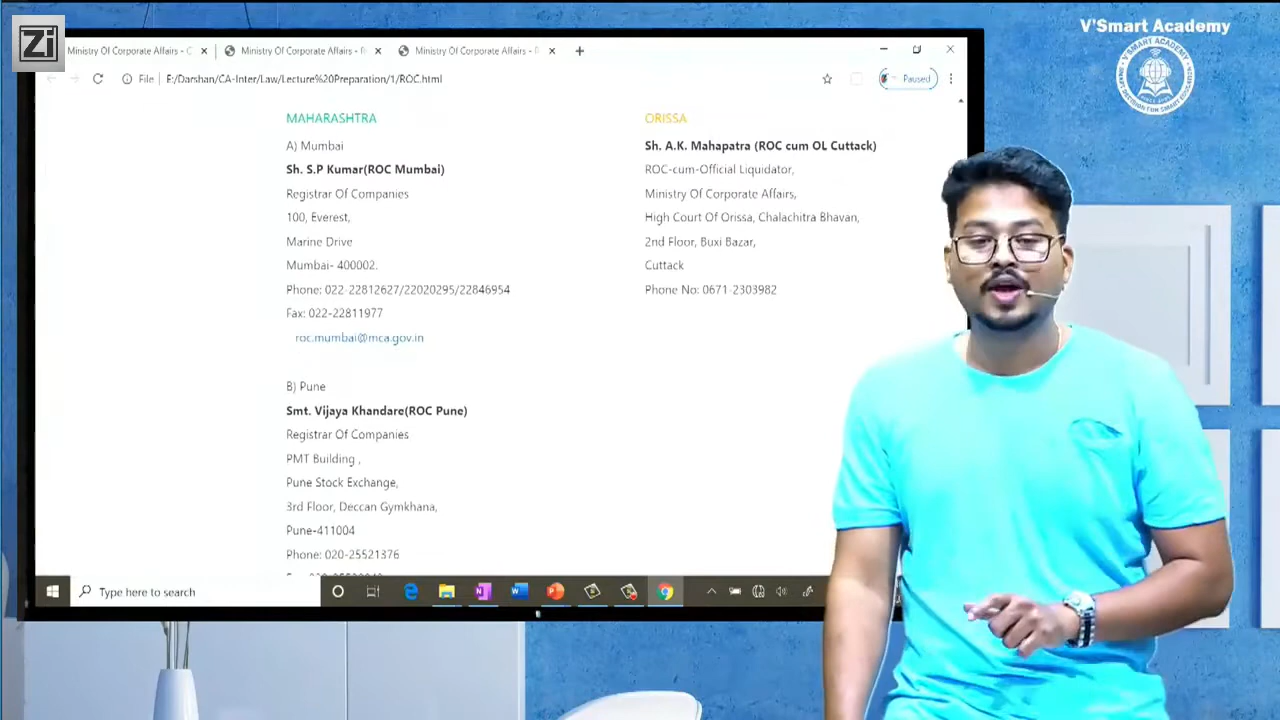 Zi
V'Smart Academy
Ministry Of Corporate Affairs - C
Ministry Of Corporate Affairs - R
Ministry Of Corporate Affairs -
File
E:/Darshan/CA-Inter/Law/Lecture%20Preparation/1/ROC.html
Paused
MAHARASHTRA
A) Mumbai
Sh. S.P Kumar(ROC Mumbai)
Registrar Of Companies
100, Everest,
Marine Drive
Mumbai- 400002.
Phone: 022-22812627/22020295/22846954
Fax: 022-22811977
roc.mumbai@mca.gov.in
B) Pune
Smt. Vijaya Khandare(ROC Pune)
Registrar Of Companies
PMT Building ,
Pune Stock Exchange,
3rd Floor, Deccan Gymkhana,
Pune-411004
Phone: 020-25521376
ORISSA
Sh. A.K. Mahapatra (ROC cum OL Cuttack)
ROC-cum-Official Liquidator,
Ministry Of Corporate Affairs,
High Court Of Orissa, Chalachitra Bhavan,
2nd Floor, Buxi Bazar,
Cuttack
Phone No: 0671-2303982
Type here to search